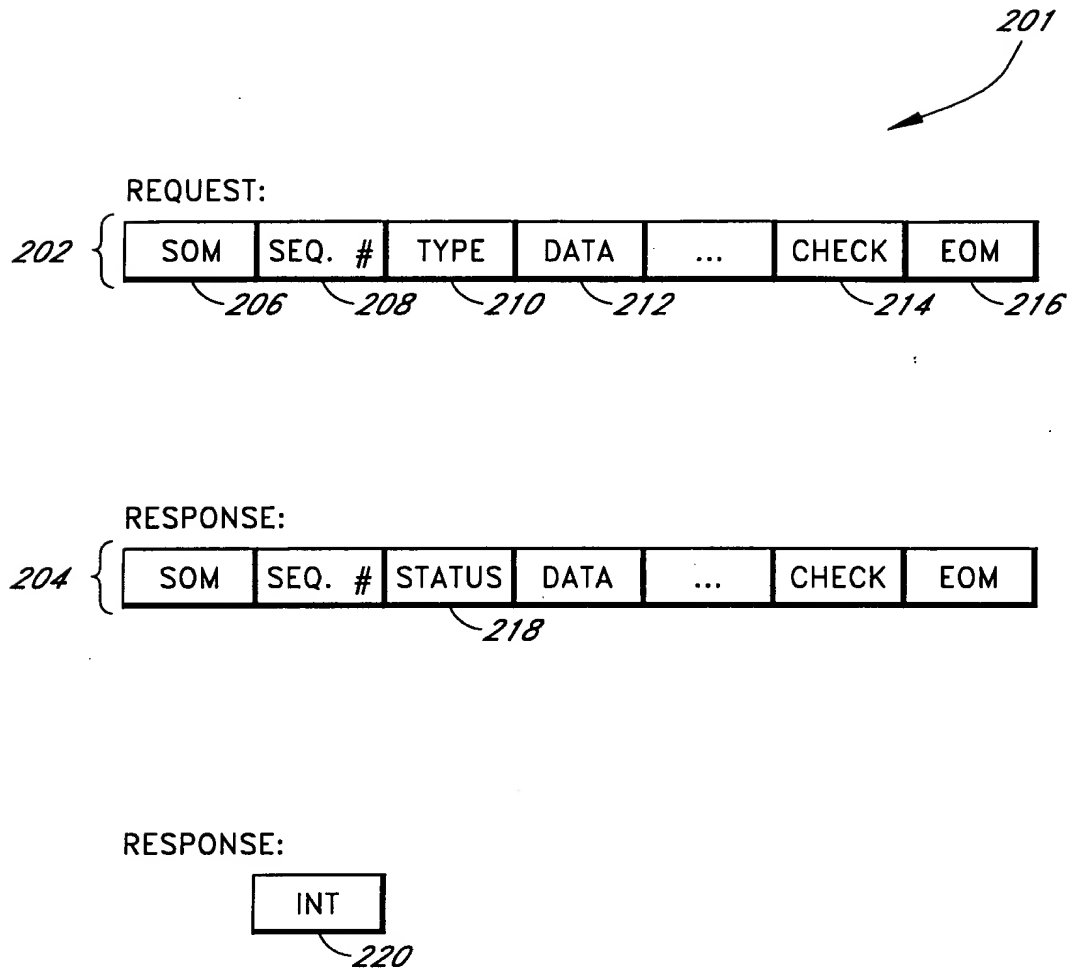 201
REQUEST:
202 SOM SEQ. # TYPE DATA ... CHECK EOM
206 208 210 212 214 216
RESPONSE:
204 SOM SEQ. # STATUS DATA ... CHECK EOM
218
RESPONSE:
INT
220